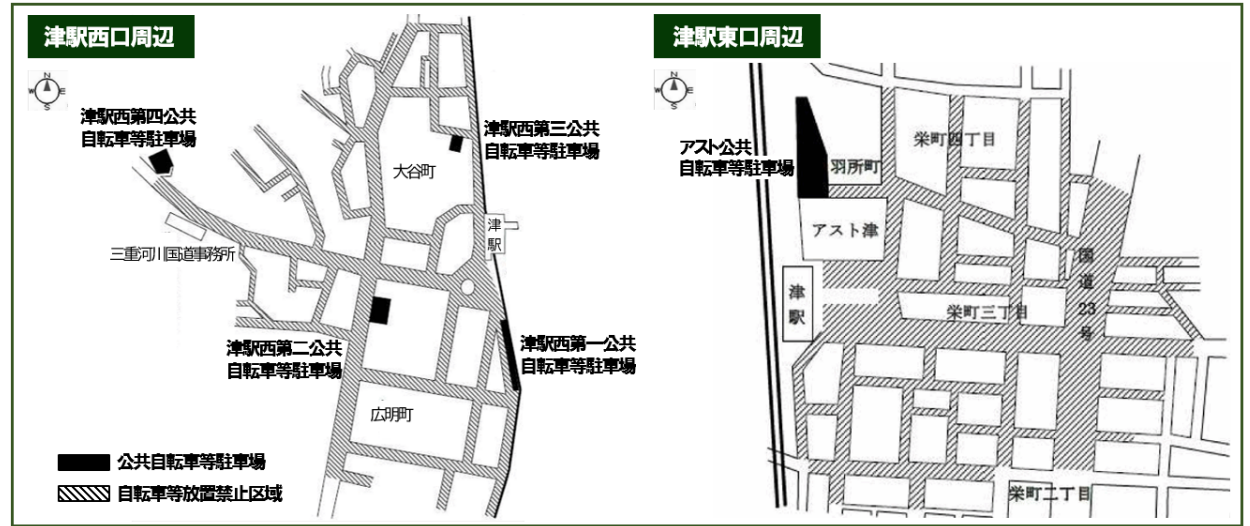 津駅西口周辺
N
W E
S
津駅西第四公共
自転車等駐車場
津駅西第三公共
自転車等駐車場
大谷町
津駅
三重河川国道事務所
津駅西第二公共
自転車等駐車場
津駅西第一公共
自転車等駐車場
広明町
公共自転車等駐車場
自転車等放置禁止区域
津駅東口周辺
N
W E
S
アスト公共
自転車等駐車場
羽所町
栄町四丁目
アスト津
国道23号
津駅
栄町三丁目
栄町二丁目